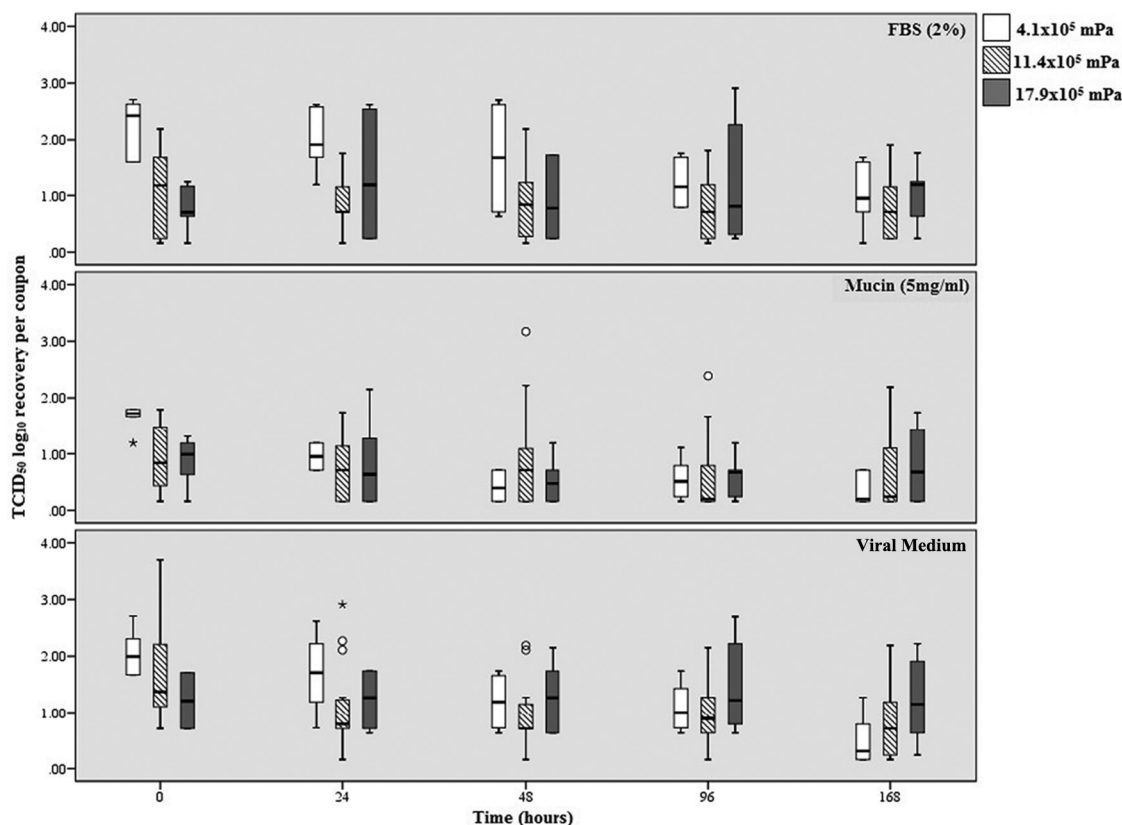 4.00
3.00
2.00
1.00
.00
FBS (2%)
4.1x10⁵ mPa
11.4x10⁵ mPa
17.9x10⁵ mPa
4.00
3.00
2.00
1.00
.00
Mucin (5mg/ml)
4.00
3.00
2.00
1.00
.00
Viral Medium
TCID₅₀ log₁₀ recovery per coupon
0 24 48 96 168
Time (hours)